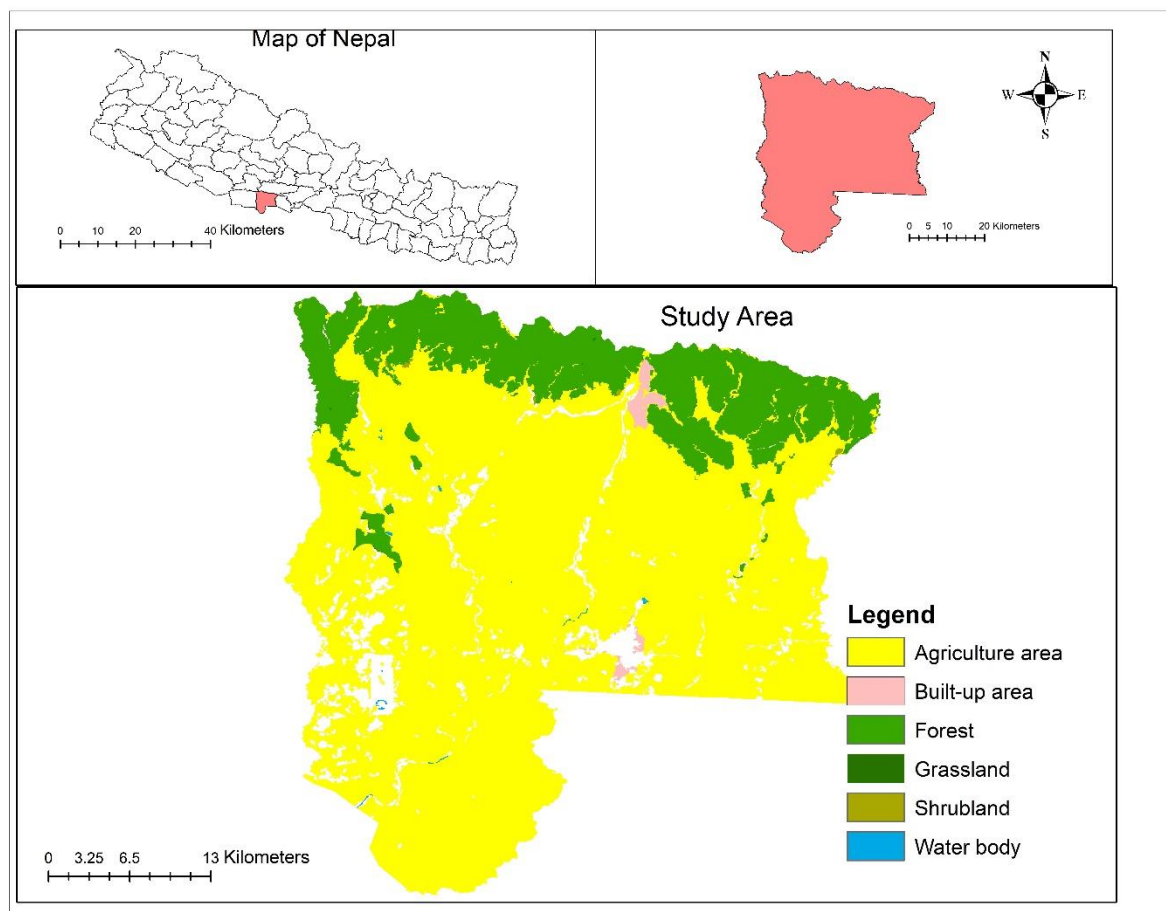 Map of Nepal
0 10 20 40 Kilometers
N
W E
S
0 5 10 20 Kilometers
Study Area
Legend
Agriculture area
Built-up area
Forest
Grassland
Shrubland
Water body
0 3.25 6.5 13 Kilometers